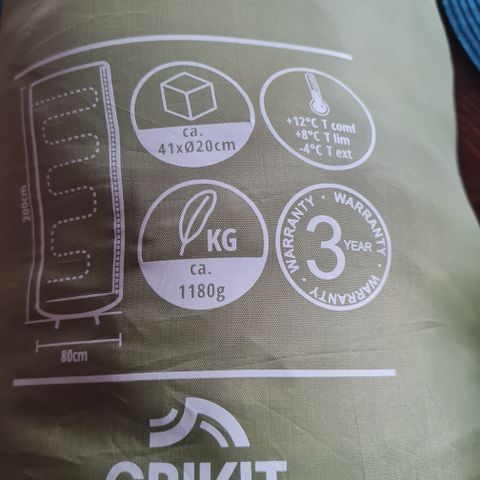 200cm
80cm
ca.
41xØ20cm
+12°C T comf
+8°C T lim
-4°C T ext
KG
ca.
1180g
WARRANTY · WARRANTY · WARRANTY · WARRANTY ·
3 YEAR